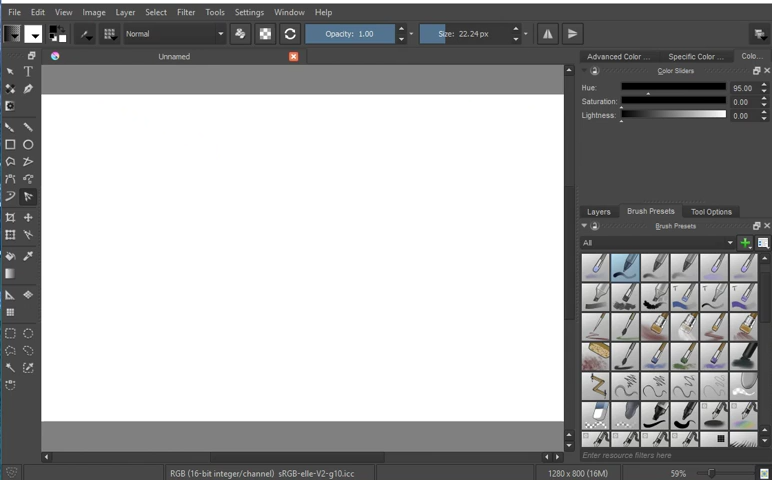 File Edit View Image Layer Select Filter Tools Settings Window Help
Normal Opacity: 1.00 Size: 22.24 px
Unnamed
Advanced Color ... Specific Color ... Colo...
Color Sliders
Hue: 95.00
Saturation: 0.00
Lightness: 0.00
Layers Brush Presets Tool Options
Brush Presets
All
Enter resource filters here
RGB (16-bit integer/channel) sRGB-elle-V2-g10.icc 1280 x 800 (16M) 59%